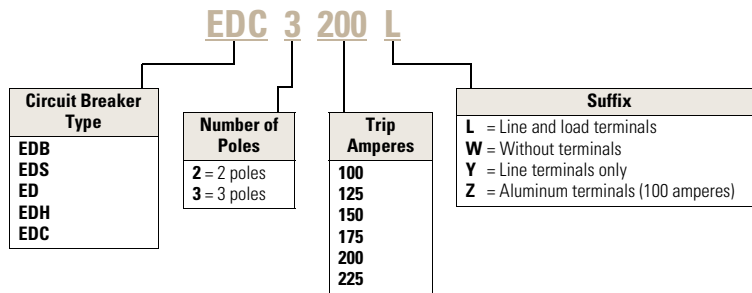 EDC 3 200 L
Circuit Breaker
Type
EDB
EDS
ED
EDH
EDC
Number of
Poles
2 = 2 poles
3 = 3 poles
Trip
Amperes
100
125
150
175
200
225
Suffix
L = Line and load terminals
W = Without terminals
Y = Line terminals only
Z = Aluminum terminals (100 amperes)